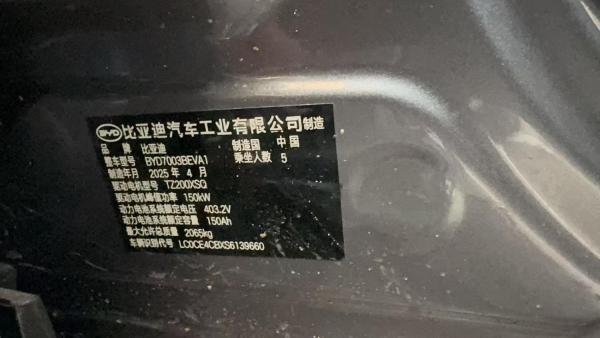 BYD 比亚迪汽车工业有限公司制造
品牌 比亚迪 制造国 中国
整车型号 BYD7003BEVA1 乘坐人数 5
制造年月 2025 年 4 月
驱动电机型号 TZ200XSQ
驱动电机峰值功率 150kW
动力电池系统额定电压 403.2V
动力电池系统额定容量 150Ah
最大允许总质量 2065kg
车辆识别代号 LC0CE4CBXS6139660